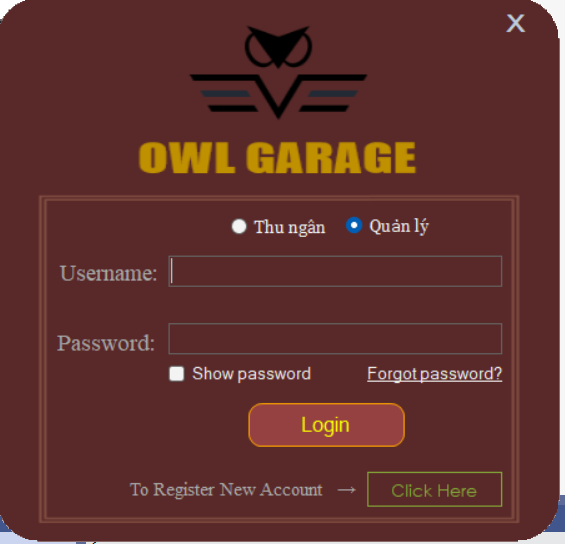 X
OWL GARAGE
Thu ngân Quản lý
Username:
Password:
Show password Forgot password?
Login
To Register New Account → Click Here